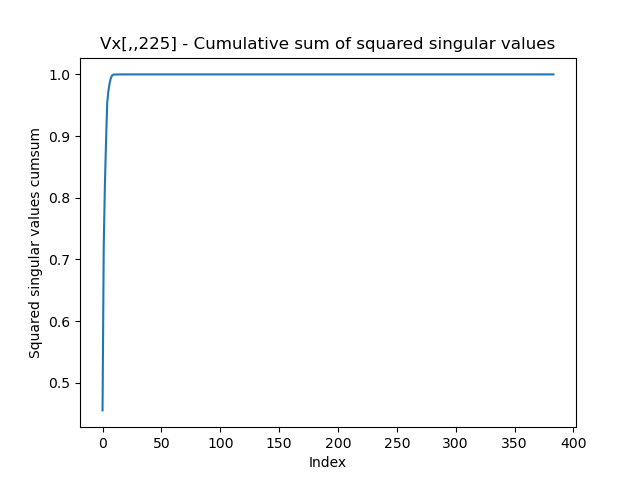 Vx[,,225] - Cumulative sum of squared singular values
1.0
0.9
0.8
0.7
0.6
0.5
Squared singular values cumsum
0 50 100 150 200 250 300 350 400
Index